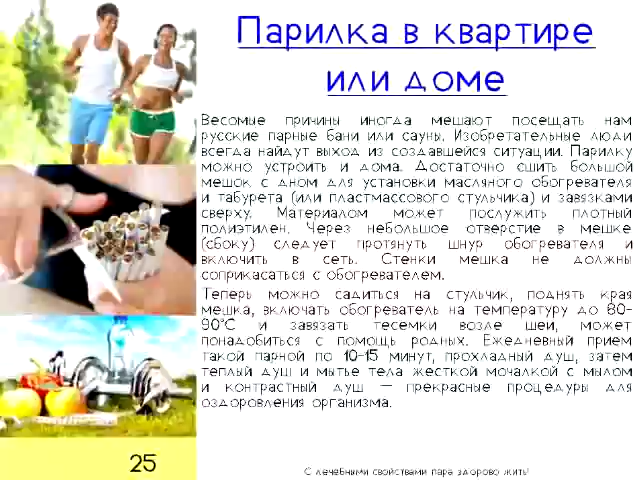 Парилка в квартире
или доме
Весомые причины иногда мешают посещать нам
русские парные бани или сауны. Изобретательные люди
всегда найдут выход из создавшейся ситуации. Парилку
можно устроить и дома. Достаточно сшить большой
мешок с дном для установки масляного обогревателя
и табурета (или пластмассового стульчика) и завязками
сверху. Материалом может послужить плотный
полиэтилен. Через небольшое отверстие в мешке
(сбоку) следует протянуть шнур обогревателя и
включить в сеть. Стенки мешка не должны
соприкасаться с обогревателем.
Теперь можно садиться на стульчик, поднять края
мешка, включать обогреватель на температуру до 80-
90°С и завязать тесемки возле шеи, может
понадобиться с помощь родных. Ежедневный прием
такой парной по 10-15 минут, прохладный душ, затем
теплый душ и мытье тела жесткой мочалкой с мылом
и контрастный душ — прекрасные процедуры для
оздоровления организма.
25
С лечебными свойствами пара здорово жить!